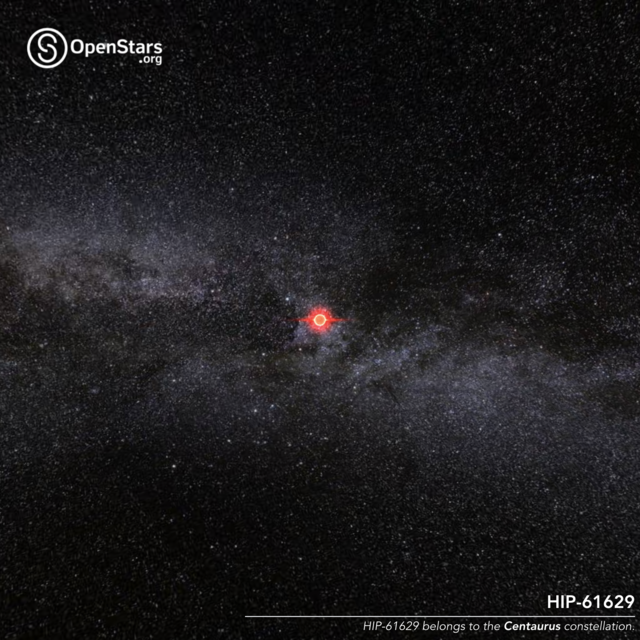 OpenStars
.org
HIP-61629
HIP-61629 belongs to the Centaurus constellation.